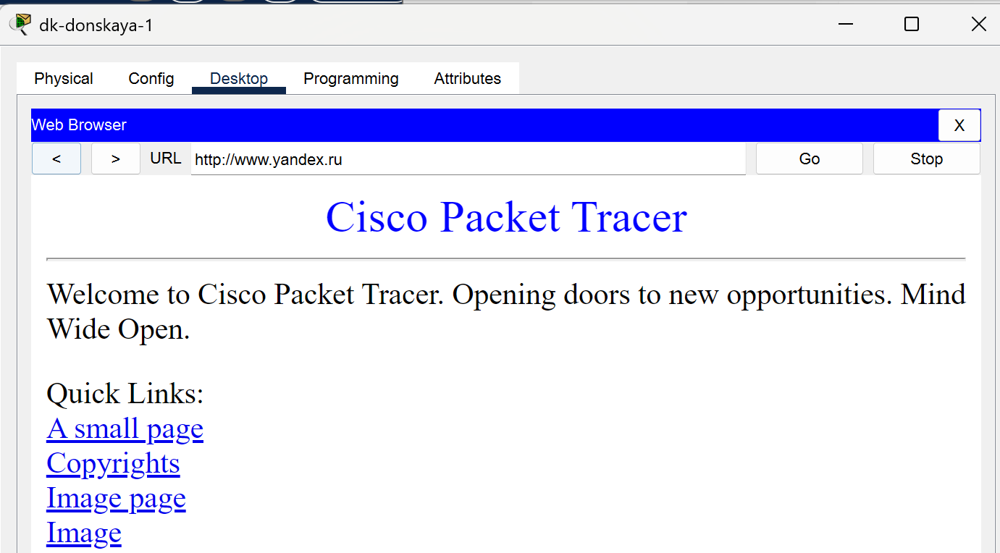 dk-donskaya-1
Physical Config Desktop Programming Attributes
Web Browser X
< > URL http://www.yandex.ru Go Stop
Cisco Packet Tracer
Welcome to Cisco Packet Tracer. Opening doors to new opportunities. Mind
Wide Open.
Quick Links:
A small page
Copyrights
Image page
Image